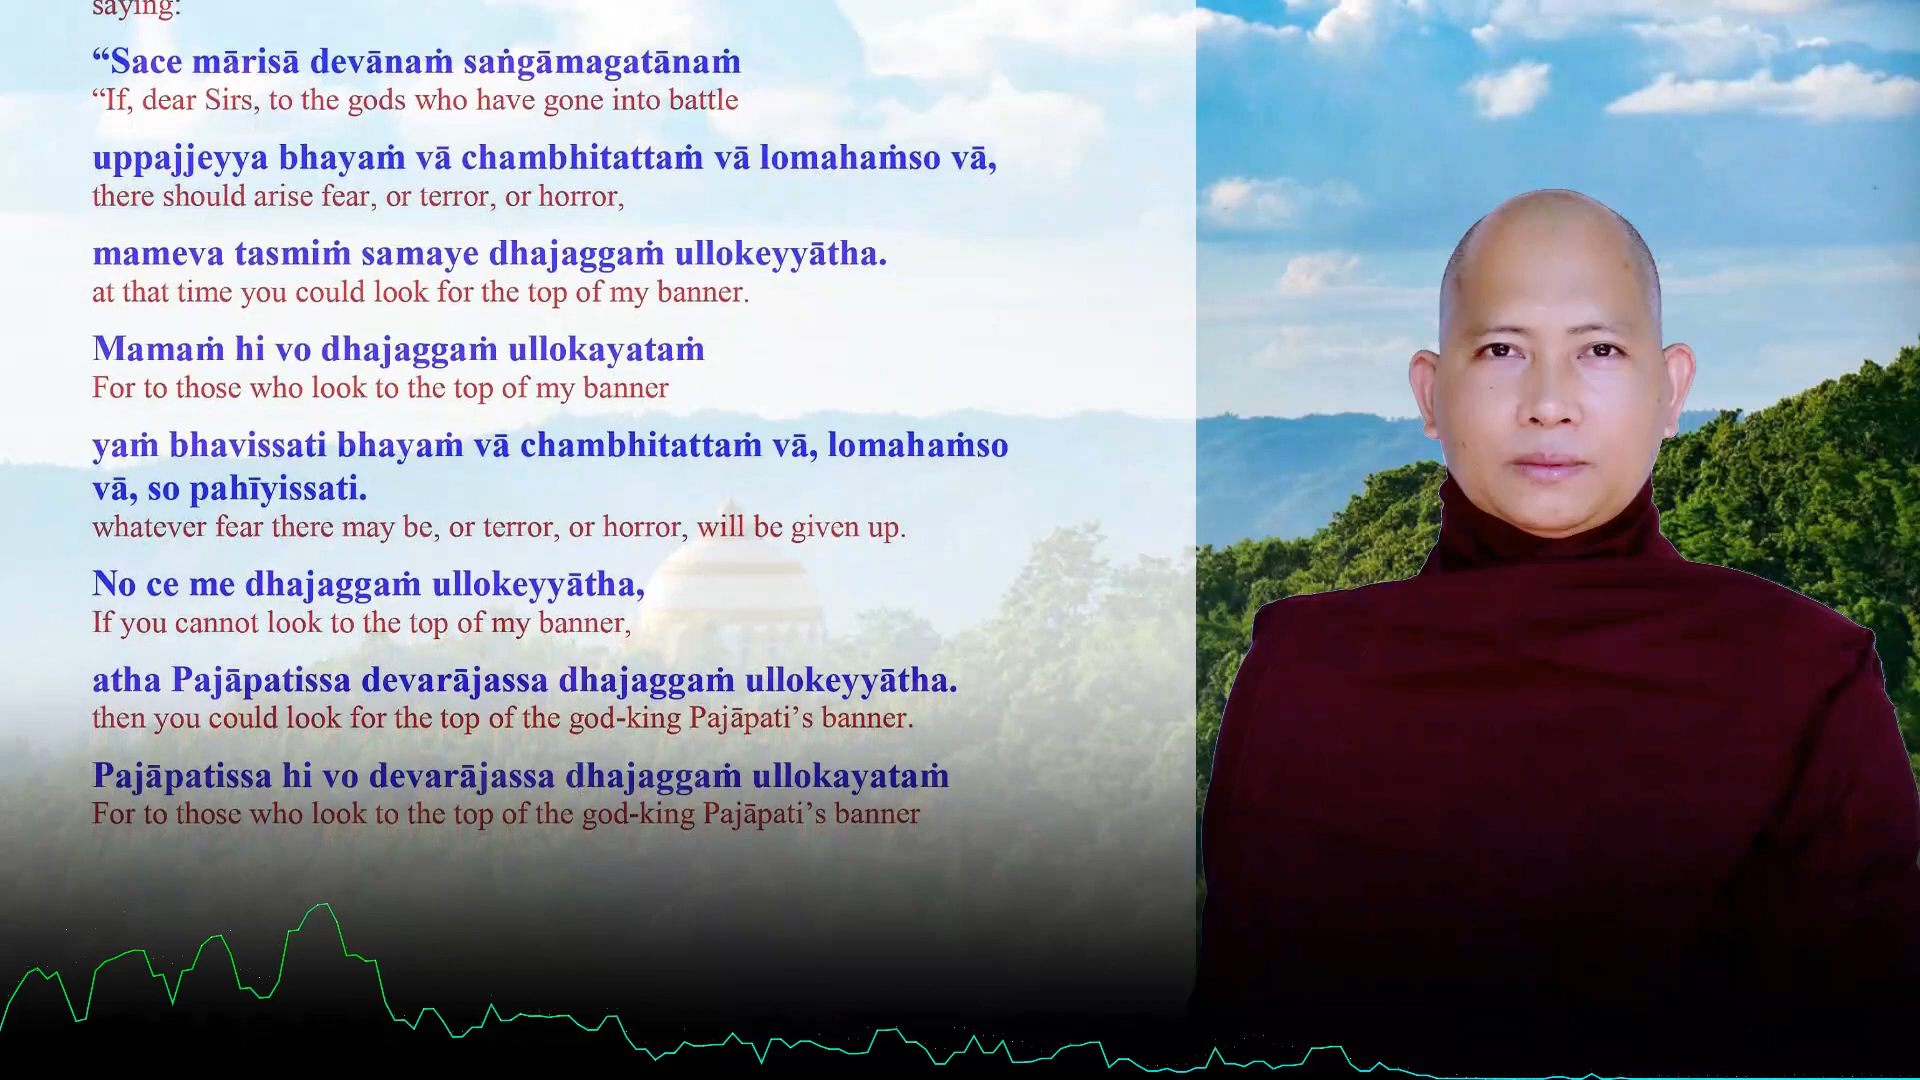 saying:
“Sace mārisā devānaṁ saṅgāmagatānaṁ
“If, dear Sirs, to the gods who have gone into battle
uppajjeyya bhayaṁ vā chambhitattaṁ vā lomahaṁso vā,
there should arise fear, or terror, or horror,
mameva tasmiṁ samaye dhajaggaṁ ullokeyyātha.
at that time you could look for the top of my banner.
Mamaṁ hi vo dhajaggaṁ ullokayataṁ
For to those who look to the top of my banner
yaṁ bhavissati bhayaṁ vā chambhitattaṁ vā, lomahaṁso
vā, so pahīyissati.
whatever fear there may be, or terror, or horror, will be given up.
No ce me dhajaggaṁ ullokeyyātha,
If you cannot look to the top of my banner,
atha Pajāpatissa devarājassa dhajaggaṁ ullokeyyātha.
then you could look for the top of the god-king Pajāpati’s banner.
Pajāpatissa hi vo devarājassa dhajaggaṁ ullokayataṁ
For to those who look to the top of the god-king Pajāpati’s banner